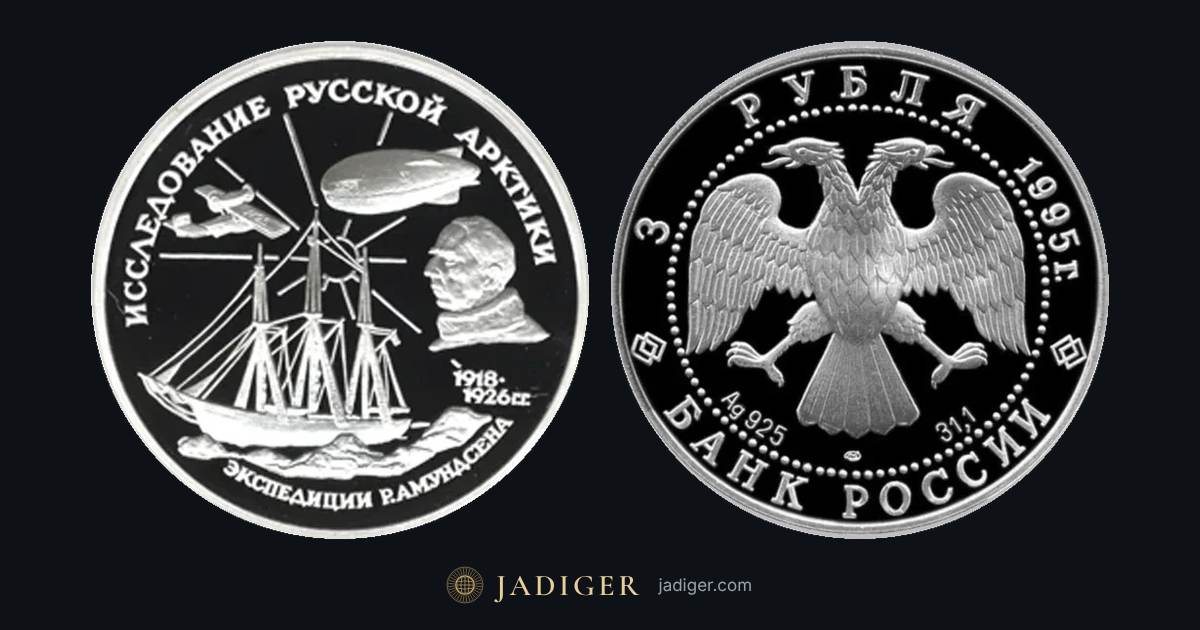 ИССЛЕДОВАНИЕ РУССКОЙ АРКТИКИ
1918-
1926гг.
ЭКСПЕДИЦИИ Р.АМУНДСЕНА
3 РУБЛЯ 1995г.
Ag 925 31,1
БАНК РОССИИ
JADIGER jadiger.com